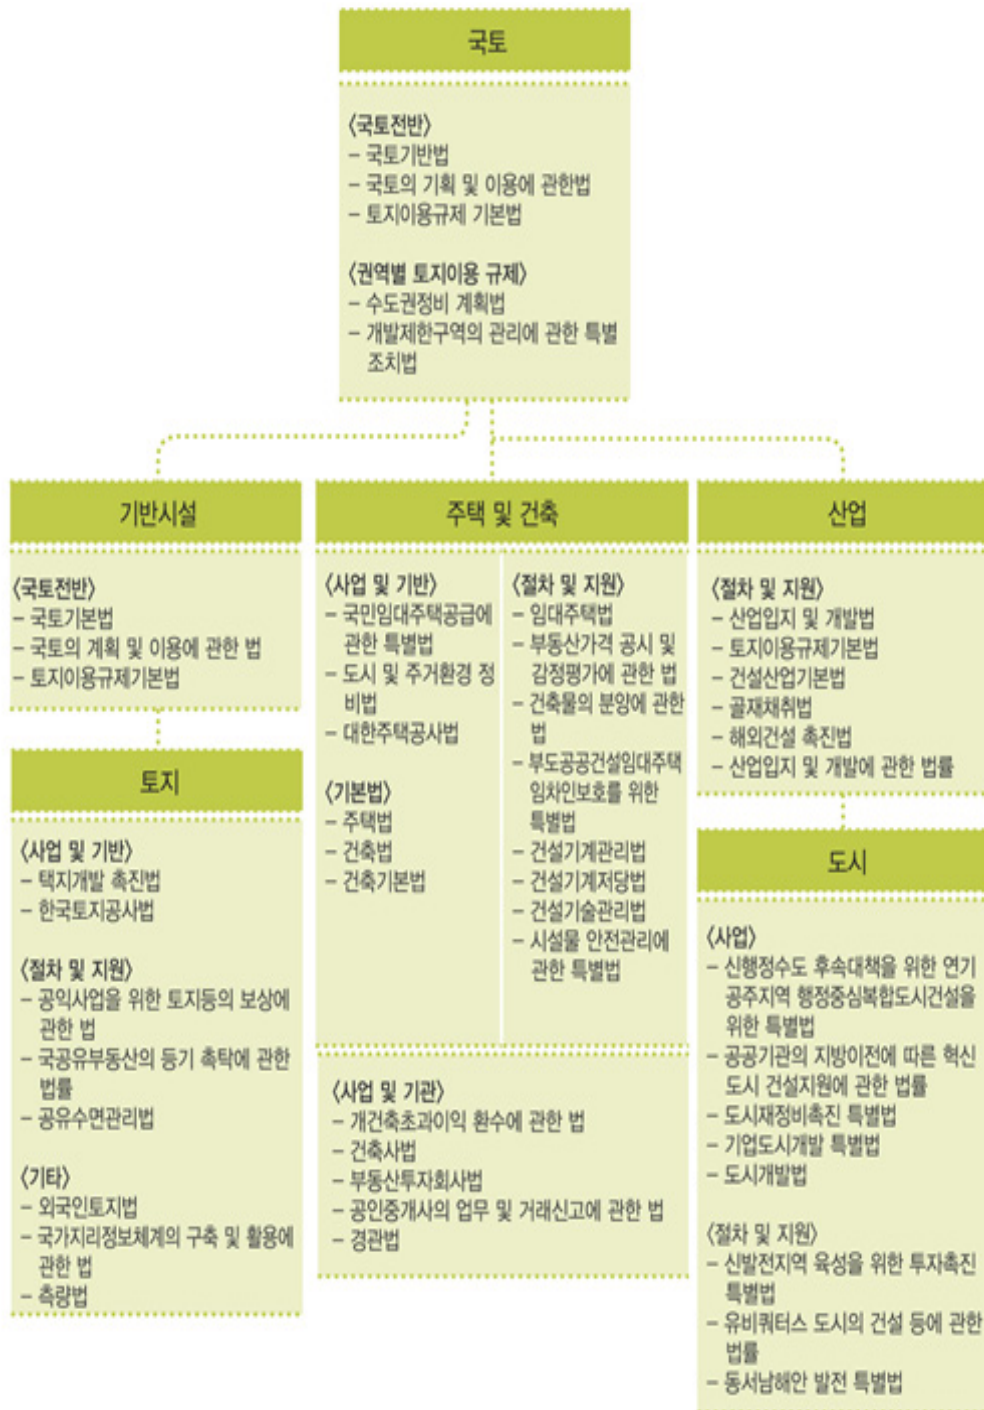 국토
〈국토전반〉
– 국토기반법
– 국토의 기획 및 이용에 관한법
– 토지이용규제 기본법
〈권역별 토지이용 규제〉
– 수도권정비 계획법
– 개발제한구역의 관리에 관한 특별
조치법
기반시설
〈국토전반〉
– 국토기본법
– 국토의 계획 및 이용에 관한 법
– 토지이용규제기본법
토지
〈사업 및 기반〉
– 택지개발 촉진법
– 한국토지공사법
〈절차 및 지원〉
– 공익사업을 위한 토지등의 보상에
관한 법
– 국공유부동산의 등기 촉탁에 관한
법률
– 공유수면관리법
〈기타〉
– 외국인토지법
– 국가지리정보체계의 구축 및 활용에
관한 법
– 측량법
주택 및 건축
〈사업 및 기반〉
– 국민임대주택공급에
관한 특별법
– 도시 및 주거환경 정
비법
– 대한주택공사법
〈기본법〉
– 주택법
– 건축법
– 건축기본법
〈절차 및 지원〉
– 임대주택법
– 부동산가격 공시 및
감정평가에 관한 법
– 건축물의 분양에 관한
법
– 부도공공건설임대주택
임차인보호를 위한
특별법
– 건설기계관리법
– 건설기계저당법
– 건설기술관리법
– 시설물 안전관리에
관한 특별법
〈사업 및 기관〉
– 개건축초과이익 환수에 관한 법
– 건축사법
– 부동산투자회사법
– 공인중개사의 업무 및 거래신고에 관한 법
– 경관법
산업
〈절차 및 지원〉
– 산업입지 및 개발법
– 토지이용규제기본법
– 건설산업기본법
– 골재채취법
– 해외건설 촉진법
– 산업입지 및 개발에 관한 법률
도시
〈사업〉
– 신행정수도 후속대책을 위한 연기
공주지역 행정중심복합도시건설을
위한 특별법
– 공공기관의 지방이전에 따른 혁신
도시 건설지원에 관한 법률
– 도시재정비촉진 특별법
– 기업도시개발 특별법
– 도시개발법
〈절차 및 지원〉
– 신발전지역 육성을 위한 투자촉진
특별법
– 유비쿼터스 도시의 건설 등에 관한
법률
– 동서남해안 발전 특별법